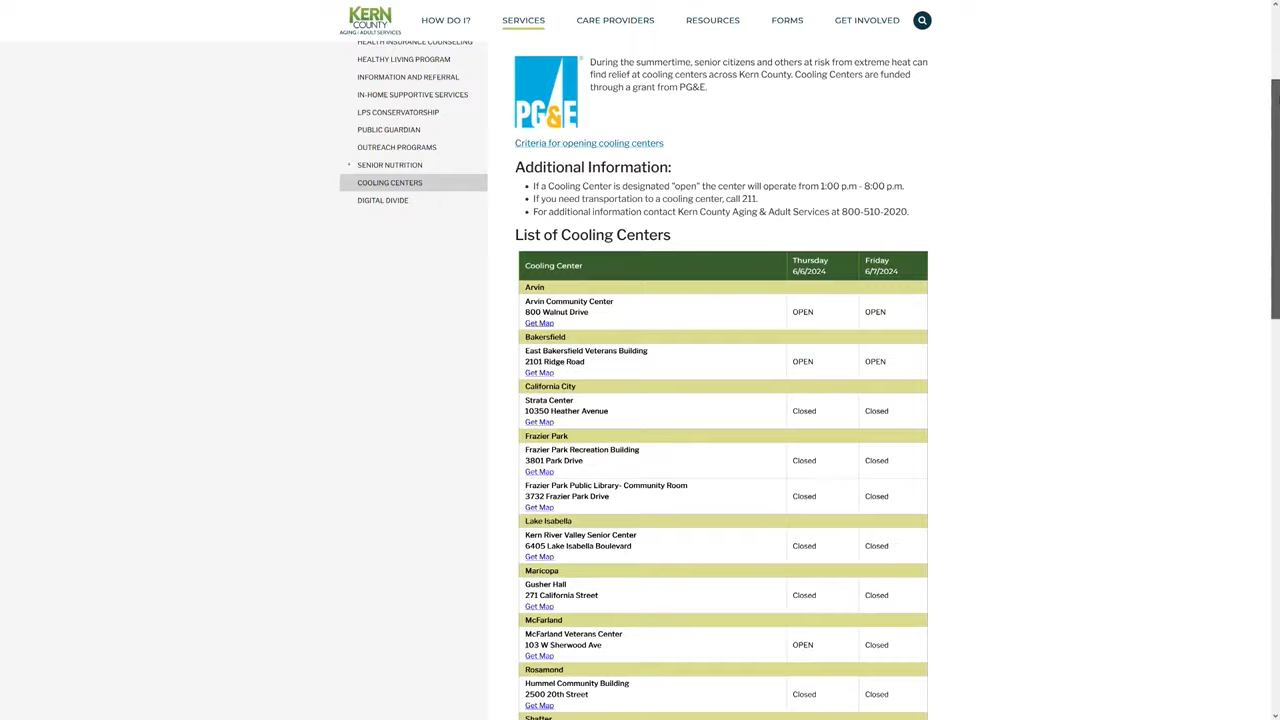 KERN
COUNTY
AGING & ADULT SERVICES
HOW DO I?
SERVICES
CARE PROVIDERS
RESOURCES
FORMS
GET INVOLVED
HEALTH INSURANCE COUNSELING
HEALTHY LIVING PROGRAM
INFORMATION AND REFERRAL
IN-HOME SUPPORTIVE SERVICES
LPS CONSERVATORSHIP
PUBLIC GUARDIAN
OUTREACH PROGRAMS
SENIOR NUTRITION
COOLING CENTERS
DIGITAL DIVIDE
PG&E
During the summertime, senior citizens and others at risk from extreme heat can
find relief at cooling centers across Kern County. Cooling Centers are funded
through a grant from PG&E.
Criteria for opening cooling centers
Additional Information:
• If a Cooling Center is designated "open" the center will operate from 1:00 p.m - 8:00 p.m.
• If you need transportation to a cooling center, call 211.
• For additional information contact Kern County Aging & Adult Services at 800-510-2020.
List of Cooling Centers
Cooling Center Thursday 6/6/2024 Friday 6/7/2024
Arvin
Arvin Community Center
800 Walnut Drive OPEN OPEN
Get Map
Bakersfield
East Bakersfield Veterans Building
2101 Ridge Road OPEN OPEN
Get Map
California City
Strata Center
10350 Heather Avenue Closed Closed
Get Map
Frazier Park
Frazier Park Recreation Building
3801 Park Drive Closed Closed
Get Map
Frazier Park Public Library- Community Room
3732 Frazier Park Drive Closed Closed
Get Map
Lake Isabella
Kern River Valley Senior Center
6405 Lake Isabella Boulevard Closed Closed
Get Map
Maricopa
Gusher Hall
271 California Street Closed Closed
Get Map
McFarland
McFarland Veterans Center
103 W Sherwood Ave OPEN Closed
Get Map
Rosamond
Hummel Community Building
2500 20th Street Closed Closed
Get Map
Shafter